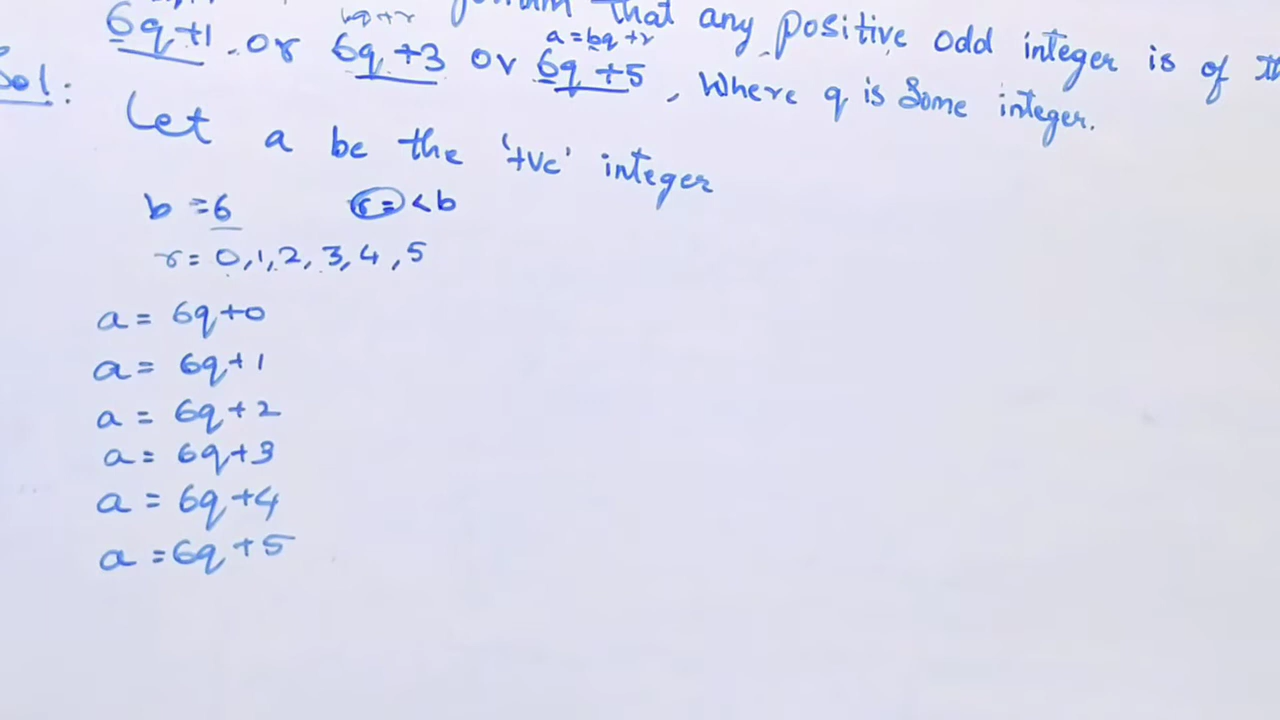 that any positive odd integer is of
bq+r a=bq+r
6q+1 or 6q+3 or 6q+5, Where q is Some integer.
Sol:
Let a be the '+ve' integer
b=6 r=<b
r=0,1,2,3,4,5
a=6q+0
a=6q+1
a=6q+2
a=6q+3
a=6q+4
a=6q+5